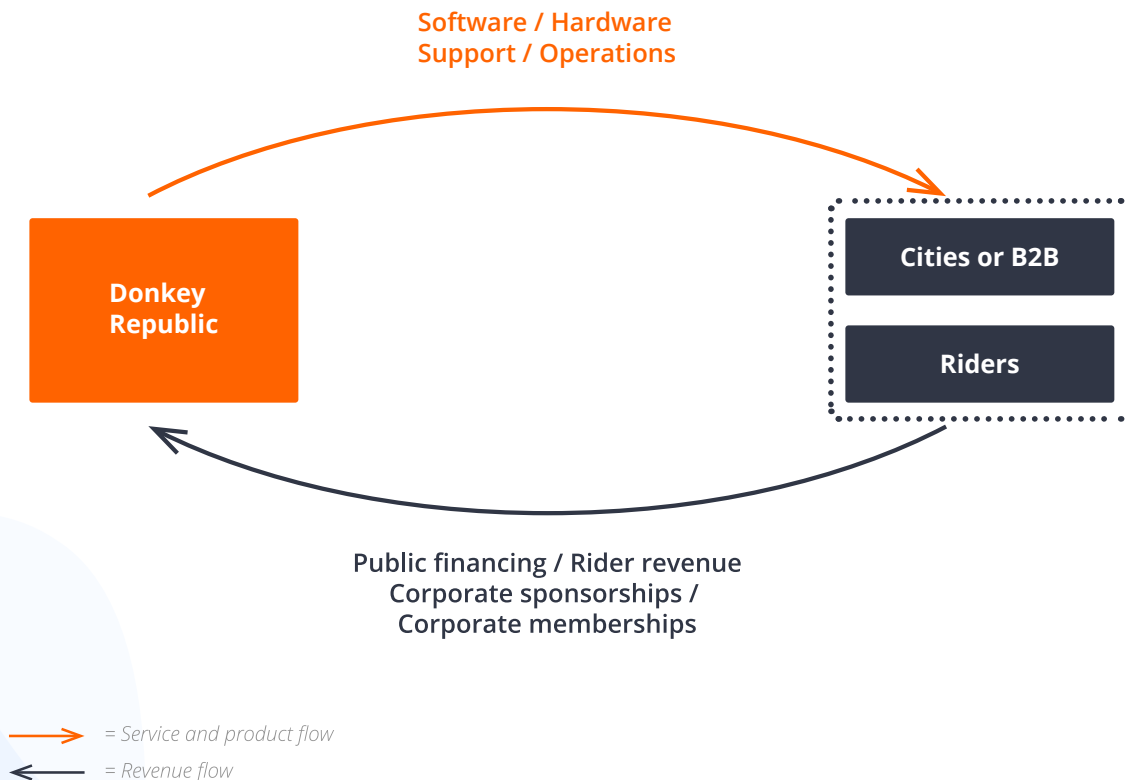 Software / Hardware
Support / Operations
Donkey
Republic
Cities or B2B
Riders
Public financing / Rider revenue
Corporate sponsorships /
Corporate memberships
= Service and product flow
= Revenue flow